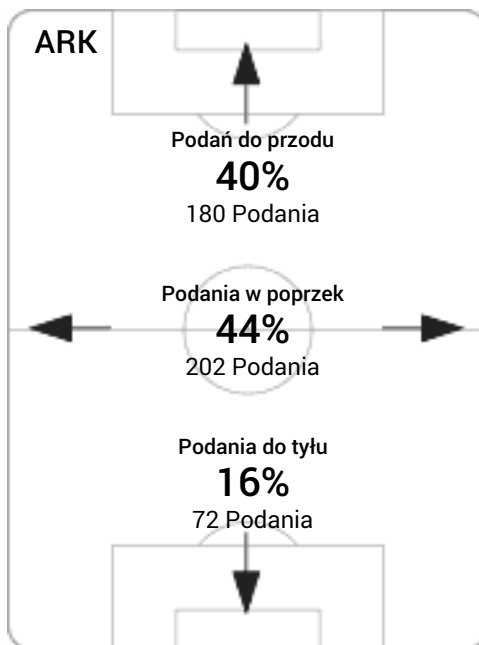 ARK
Podań do przodu
40%
180 Podania
Podania w poprzek
44%
202 Podania
Podania do tyłu
16%
72 Podania